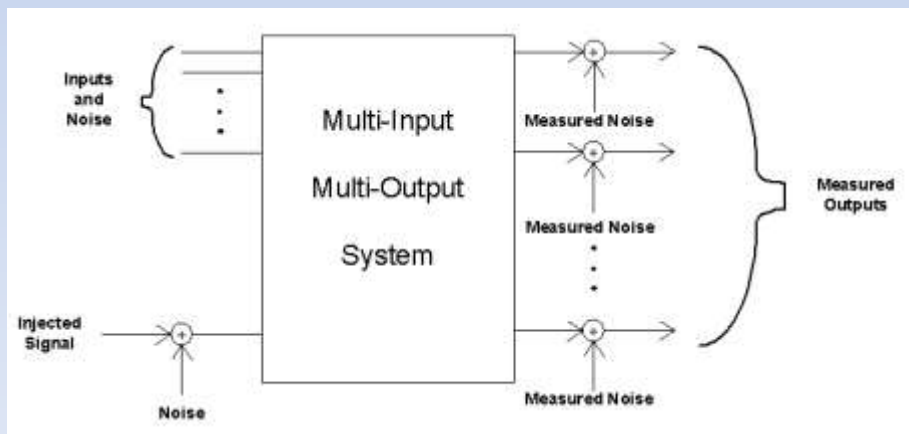 Inputs
and
Noise
Multi-Input
Multi-Output
System
Measured Noise
Measured Noise
Measured
Outputs
Injected
Signal
Noise
Measured Noise